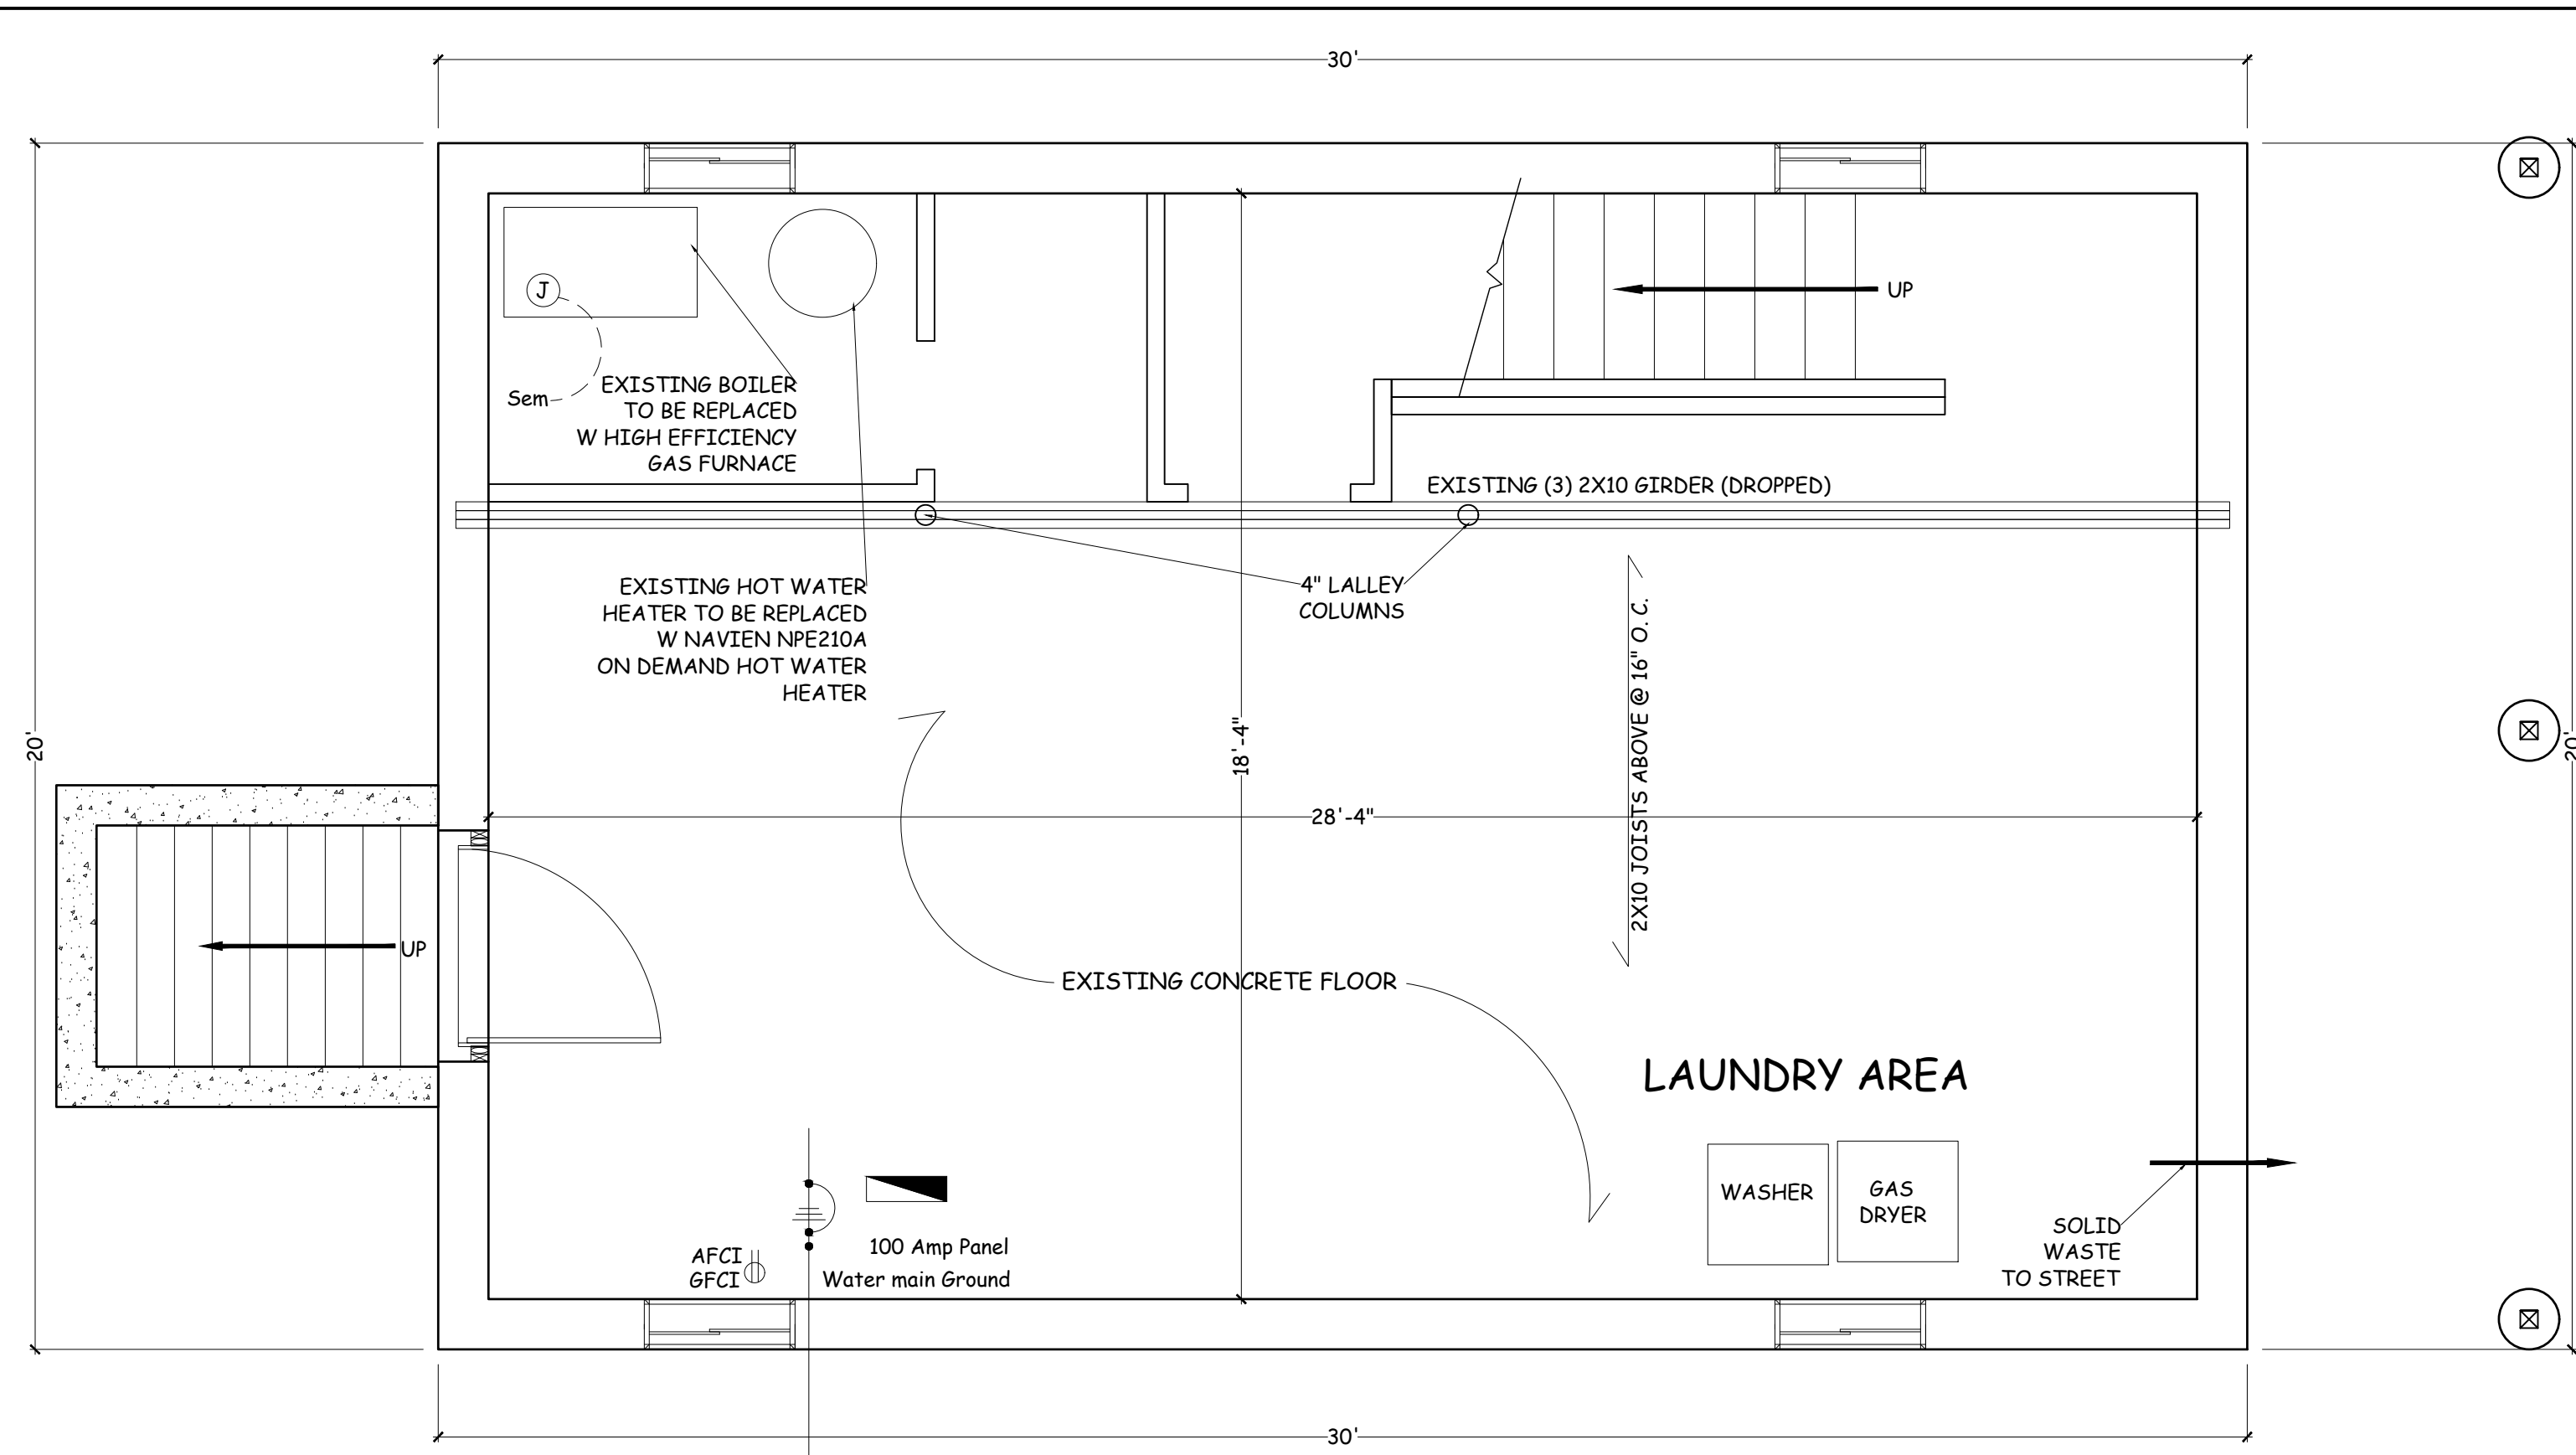 30'
J
UP
EXISTING BOILER
TO BE REPLACED
W HIGH EFFICIENCY
GAS FURNACE
Sem
EXISTING (3) 2X10 GIRDER (DROPPED)
EXISTING HOT WATER
HEATER TO BE REPLACED
W NAVIEN NPE210A
ON DEMAND HOT WATER
HEATER
4" LALLEY
COLUMNS
2X10 JOISTS ABOVE @ 16" O. C.
20'
18'-4"
20'
28'-4"
UP
EXISTING CONCRETE FLOOR
LAUNDRY AREA
WASHER
GAS
DRYER
SOLID
WASTE
TO STREET
AFCI
GFCI
100 Amp Panel
Water main Ground
30'